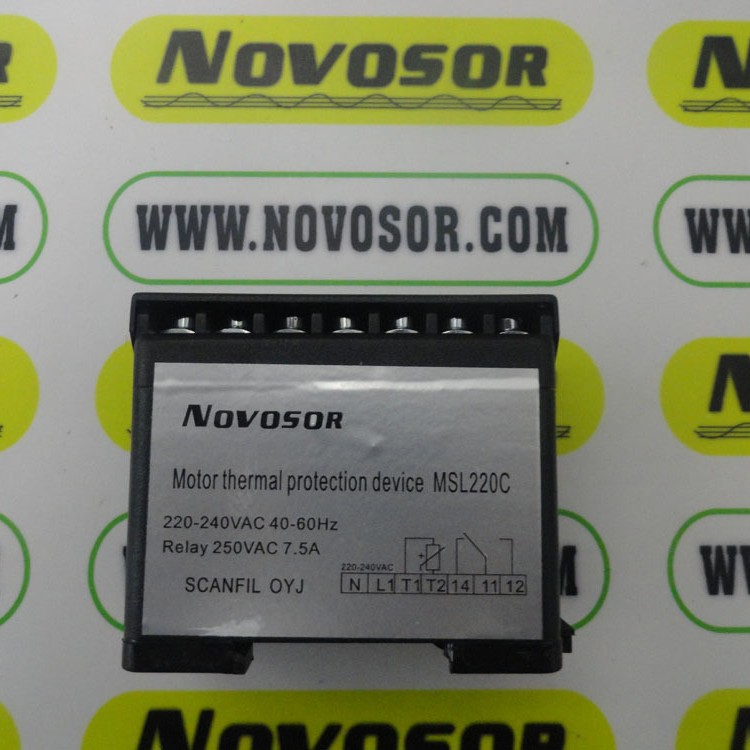 NOVOSOR
WWW.NOVOSOR.COM
NOVOSOR
Motor thermal protection device MSL220C
220-240VAC 40-60Hz
Relay 250VAC 7.5A
220-240VAC
SCANFIL OYJ
N L1 T1 T2 14 11 12
NOVOSOR